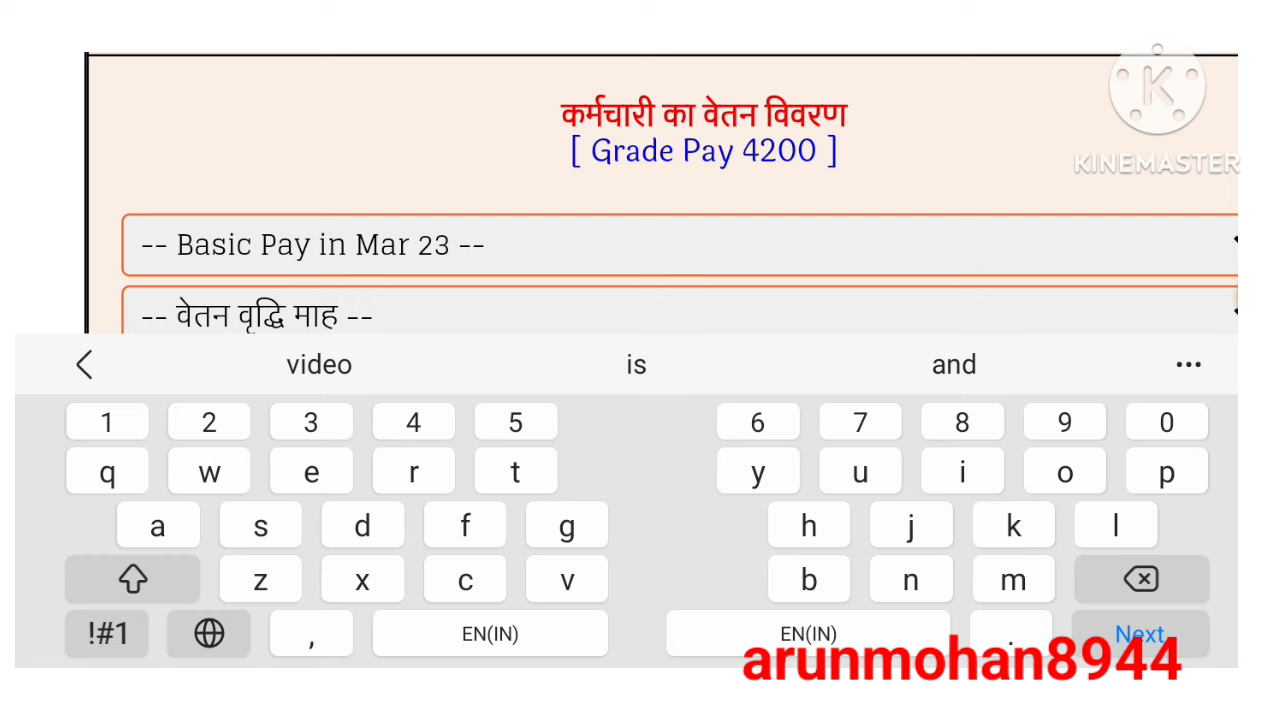 कर्मचारी का वेतन विवरण
[ Grade Pay 4200 ]
KINEMASTER
-- Basic Pay in Mar 23 --
-- वेतन वृद्धि माह --
video is and
1 2 3 4 5 6 7 8 9 0
q w e r t y u i o p
a s d f g h j k l
z x c v b n m
!#1 , EN(IN) EN(IN) . Next
arunmohan8944